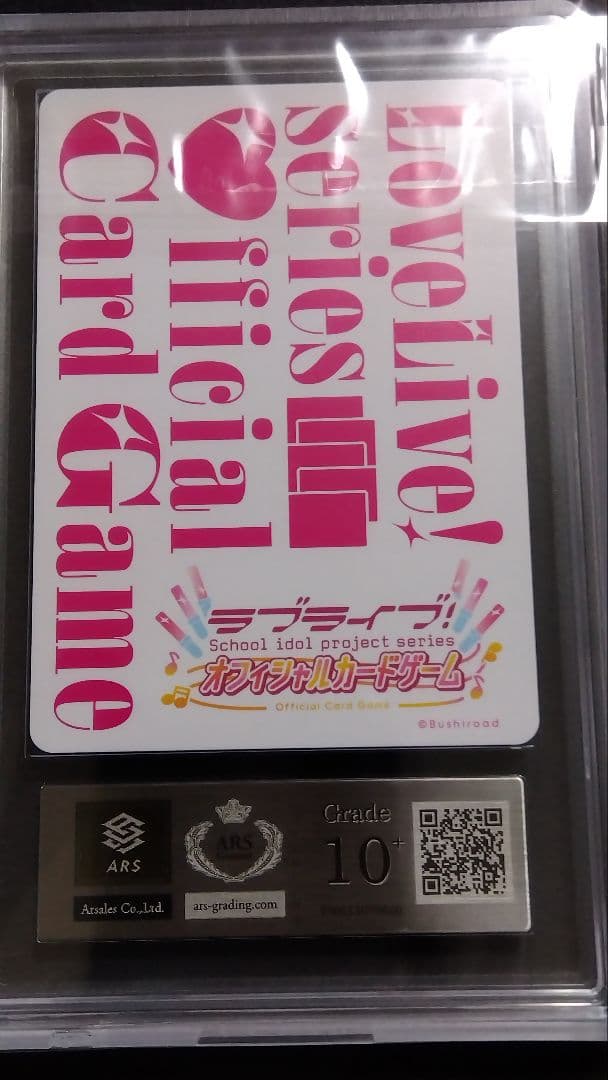 LoveLive!
series
Official
Card Game
ラブライブ!
School idol project series
オフィシャルカードゲーム
Official Card Game
©Bushiroad
ARS
Arsales Co.,Ltd.
ARS
ars-grading.com
Grade
10+